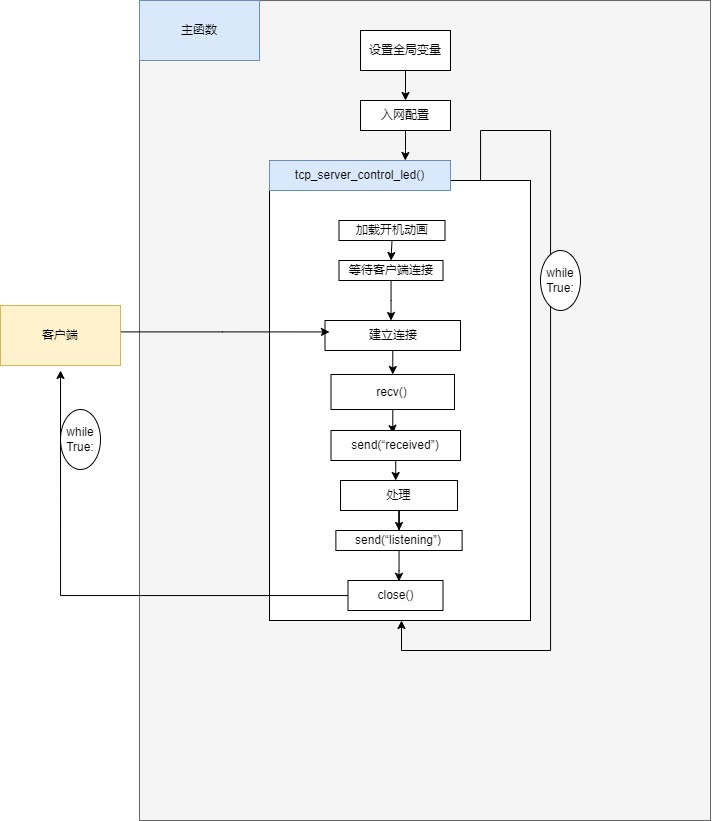 主函数
设置全局变量
入网配置
tcp_server_control_led()
加载开机动画
等待客户端连接
while
True:
客户端
建立连接
recv()
while
True:
send(“received”)
处理
send(“listening”)
close()